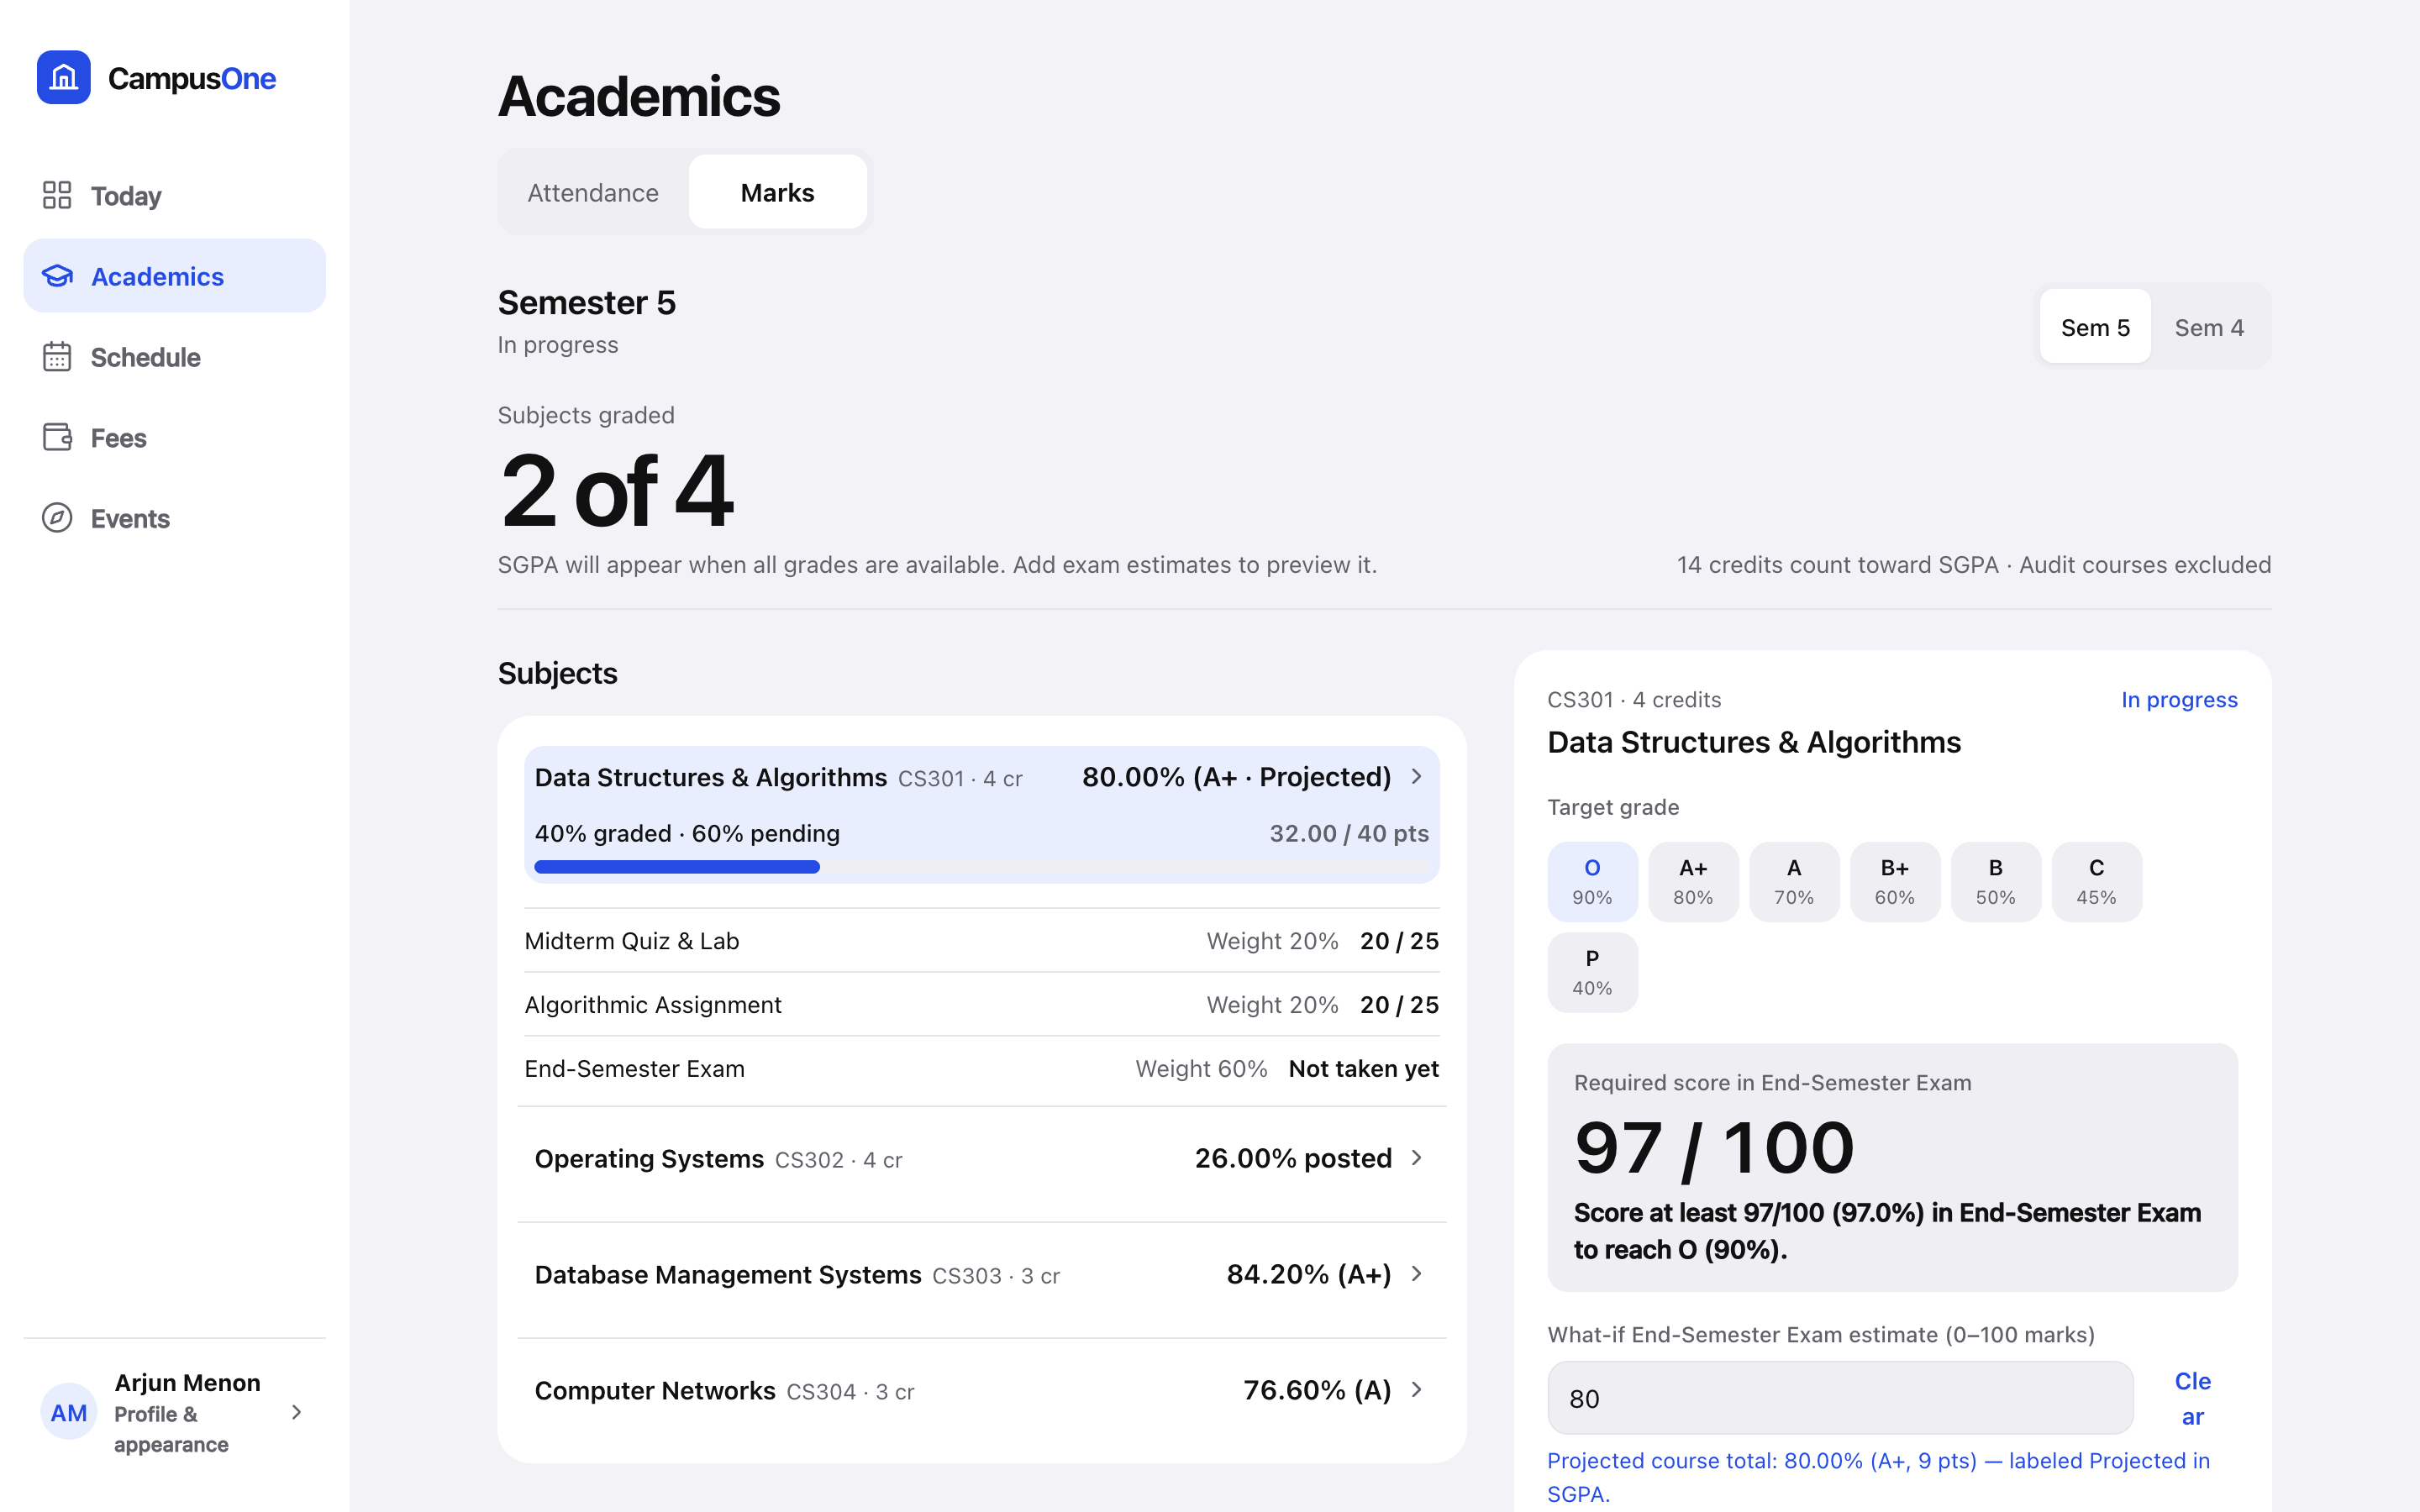 CampusOne
Today
Academics
Schedule
Fees
Events
AM
Arjun Menon
Profile &
appearance
Academics
Attendance
Marks
Semester 5
In progress
Sem 5
Sem 4
Subjects graded
2 of 4
SGPA will appear when all grades are available. Add exam estimates to preview it.
14 credits count toward SGPA · Audit courses excluded
Subjects
Data Structures & Algorithms CS301 · 4 cr 80.00% (A+ · Projected)
40% graded · 60% pending 32.00 / 40 pts
Midterm Quiz & Lab Weight 20% 20 / 25
Algorithmic Assignment Weight 20% 20 / 25
End-Semester Exam Weight 60% Not taken yet
Operating Systems CS302 · 4 cr 26.00% posted
Database Management Systems CS303 · 3 cr 84.20% (A+)
Computer Networks CS304 · 3 cr 76.60% (A)
CS301 · 4 credits In progress
Data Structures & Algorithms
Target grade
O A+ A B+ B C
90% 80% 70% 60% 50% 45%
P
40%
Required score in End-Semester Exam
97 / 100
Score at least 97/100 (97.0%) in End-Semester Exam
to reach O (90%).
What-if End-Semester Exam estimate (0–100 marks)
80
Cle
ar
Projected course total: 80.00% (A+, 9 pts) — labeled Projected in
SGPA.